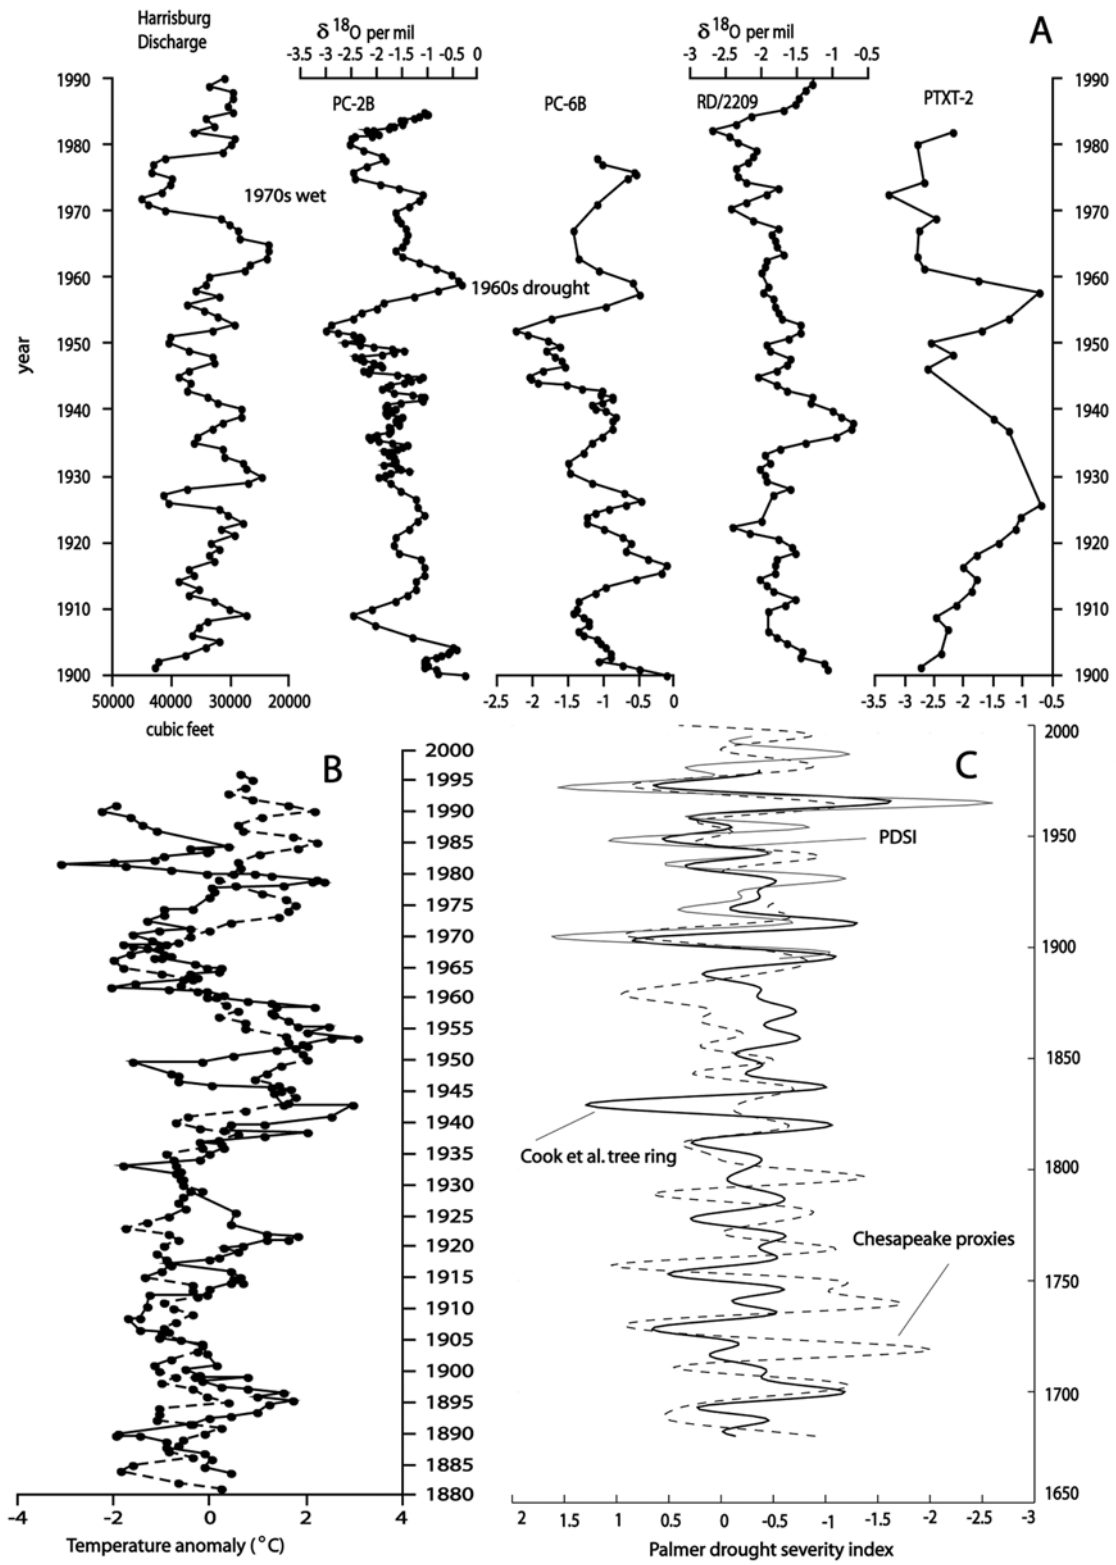 Harrisburg
Discharge
δ 18O per mil
-3.5 -3 -2.5 -2 -1.5 -1 -0.5 0
δ 18O per mil
-3 -2.5 -2 -1.5 -1 -0.5
A
PC-2B
PC-6B
RD/2209
PTXT-2
1990
1980
1970
1960
1950
1940
1930
1920
1910
1900
year
1970s wet
1960s drought
1990
1980
1970
1960
1950
1940
1930
1920
1910
1900
50000 40000 30000 20000
cubic feet
-2.5 -2 -1.5 -1 -0.5 0
-3.5 -3 -2.5 -2 -1.5 -1 -0.5
B
2000
1995
1990
1985
1980
1975
1970
1965
1960
1955
1950
1945
1940
1935
1930
1925
1920
1915
1910
1905
1900
1895
1890
1885
1880
-4 -2 0 2 4
Temperature anomaly (°C)
C
PDSI
Cook et al. tree ring
Chesapeake proxies
2000
1950
1900
1850
1800
1750
1700
1650
2 1.5 1 0.5 0 -0.5 -1 -1.5 -2 -2.5 -3
Palmer drought severity index